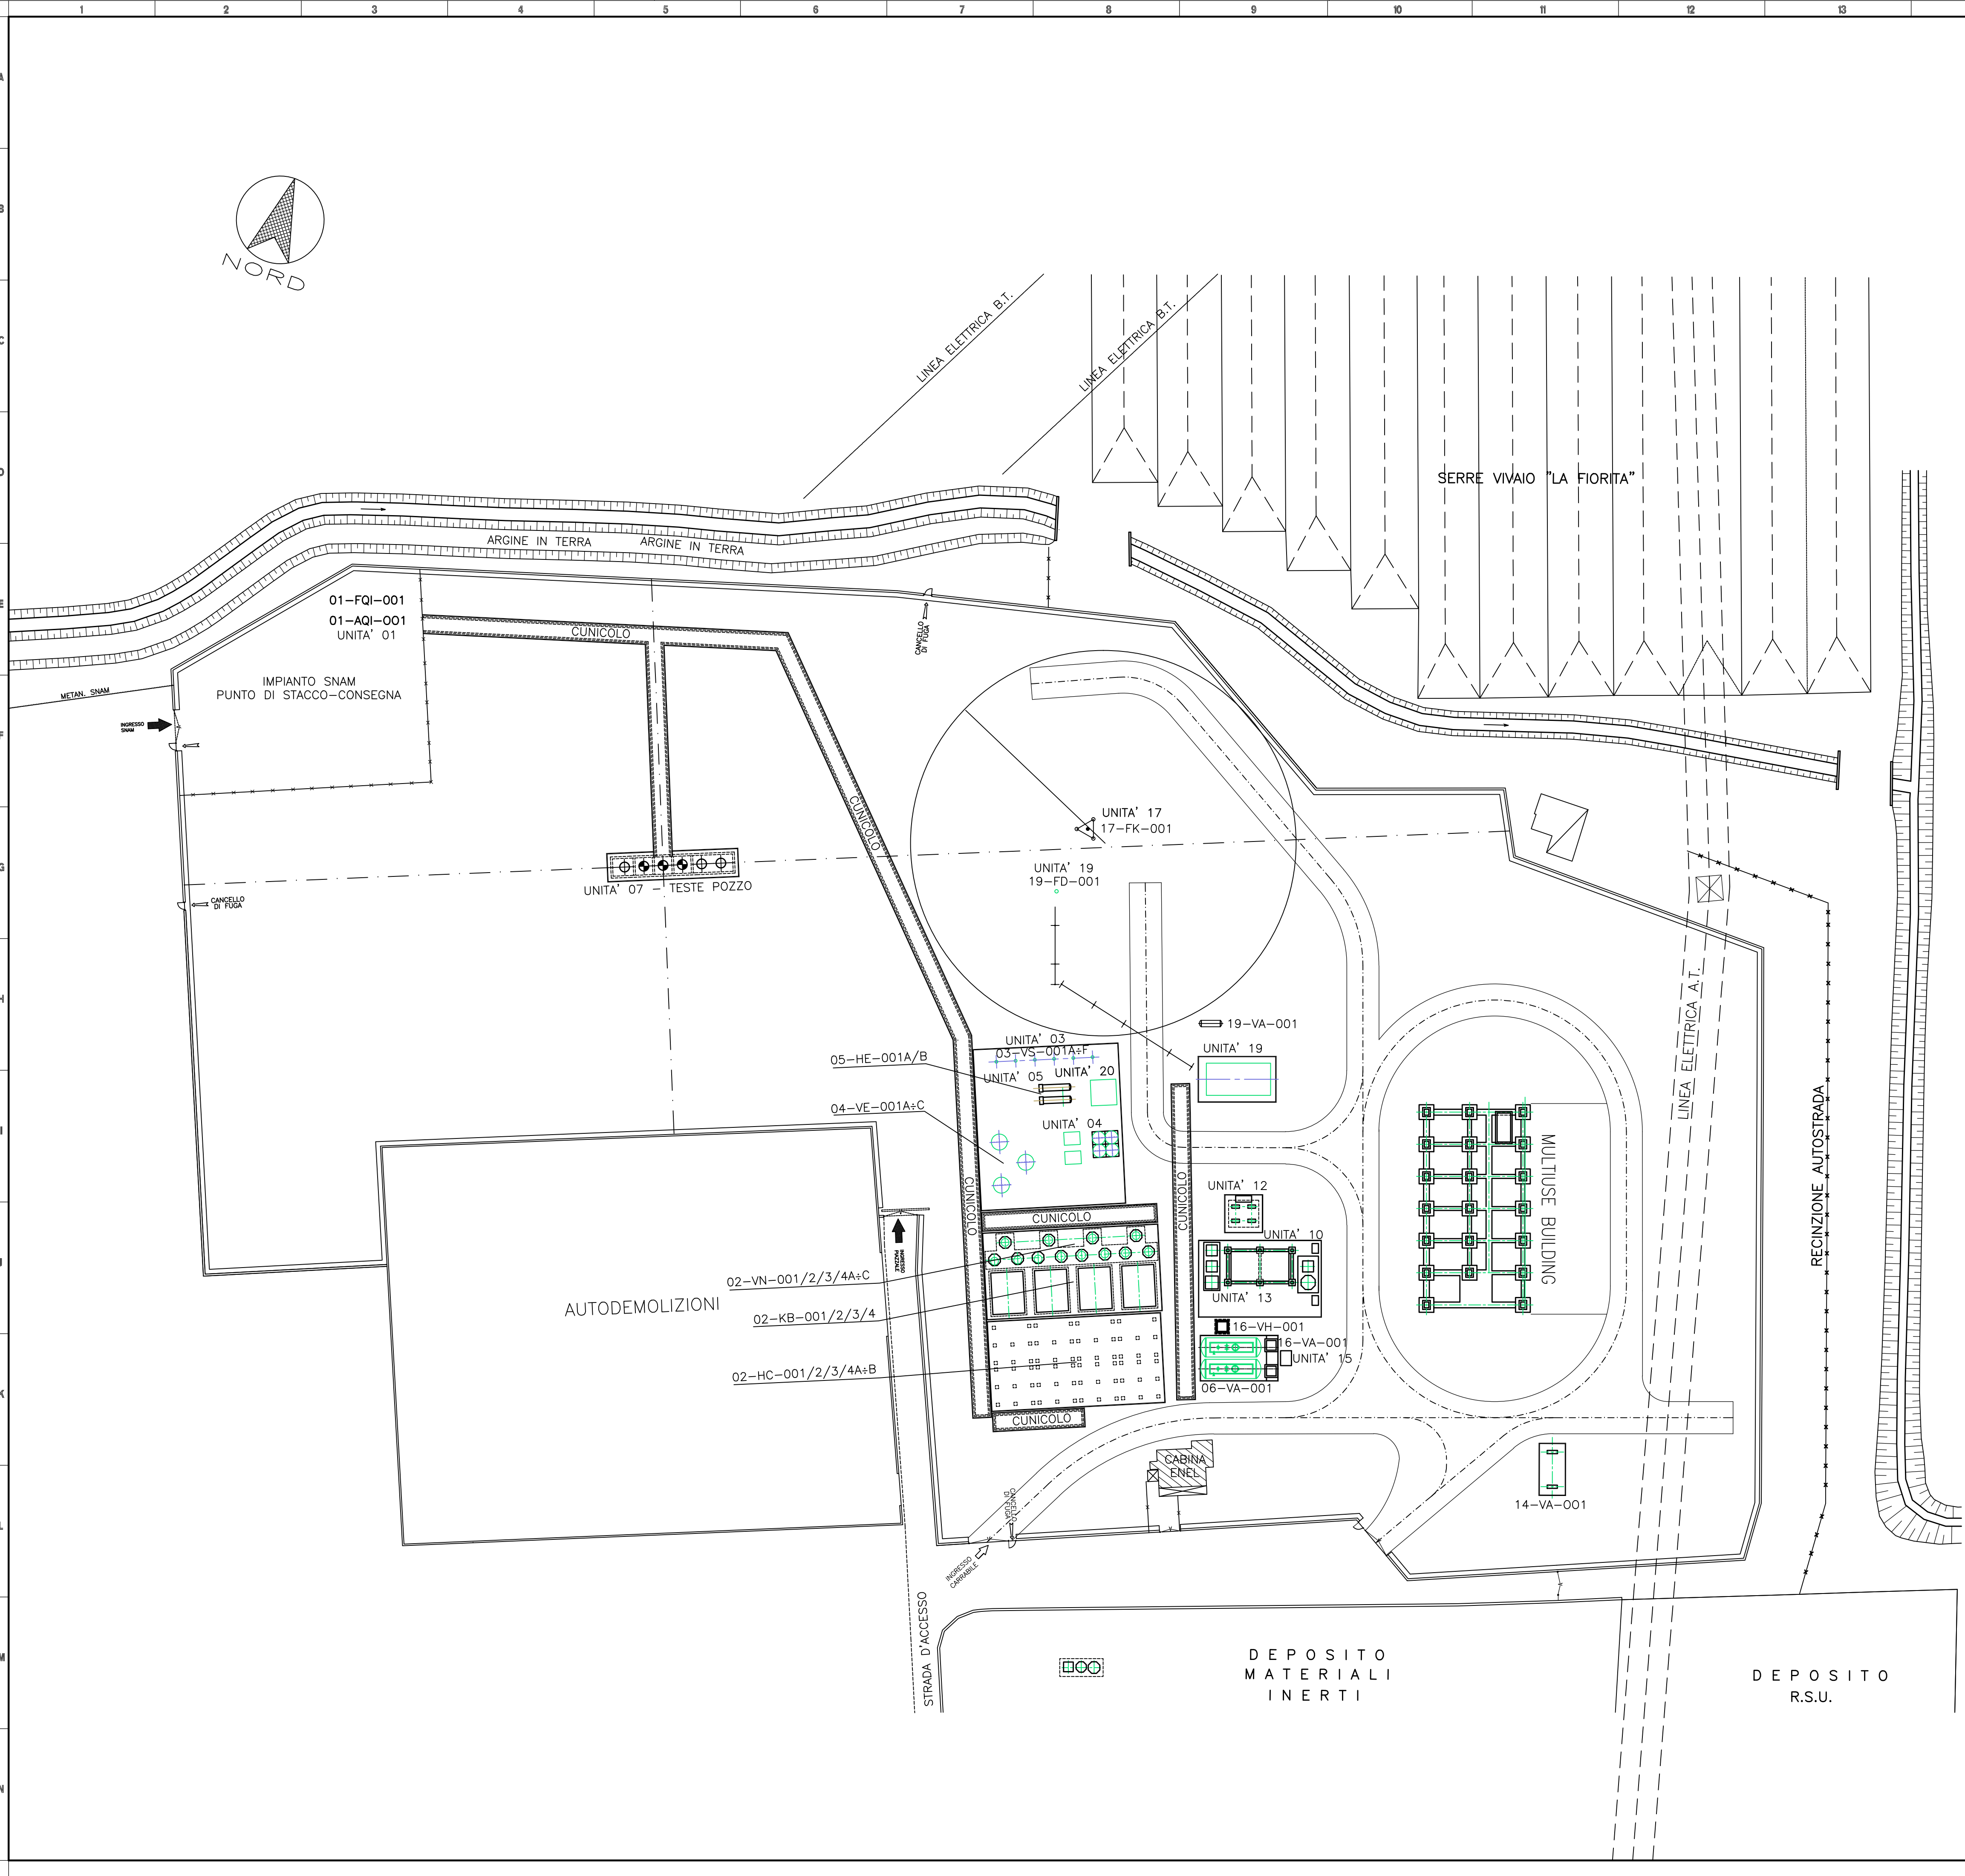 1 2 3 4 5 6 7 8 9 10 11 12 13
A
B
C
D
E
F
G
H
I
L
M
N
K
NORD
LINEA ELETTRICA B.T.
LINEA ELETTRICA B.T.
SERRE VIVAIO "LA FIORITA"
ARGINE IN TERRA
ARGINE IN TERRA
01-FQI-001
01-AQI-001
UNITA' 01
CUNICOLO
CANCELLO
DI FUGA
IMPIANTO SNAM
PUNTO DI STACCO-CONSEGNA
METAN. SNAM
INGRESSO
SNAM
CUNICOLO
UNITA' 17
17-FK-001
UNITA' 19
19-FD-001
UNITA' 07 - TESTE POZZO
CANCELLO
DI FUGA
LINEA ELETTRICA A.T.
19-VA-001
UNITA' 19
UNITA' 03
03-VS-001A÷F
05-HE-001A/B
UNITA' 05
UNITA' 20
04-VE-001A÷C
UNITA' 04
RECINZIONE AUTOSTRADA
MULTIUSE BUILDING
CUNICOLO
CUNICOLO
UNITA' 12
CUNICOLO
UNITA' 10
INGRESSO
PIAZZALE
02-VN-001/2/3/4A÷C
UNITA' 13
AUTODEMOLIZIONI
02-KB-001/2/3/4
16-VH-001
16-VA-001
UNITA' 15
02-HC-001/2/3/4A÷B
06-VA-001
CUNICOLO
CABINA
ENEL
CANCELLO
DI FUGA
14-VA-001
INGRESSO
CARRABILE
STRADA D'ACCESSO
DEPOSITO
MATERIALI
INERTI
DEPOSITO
R.S.U.